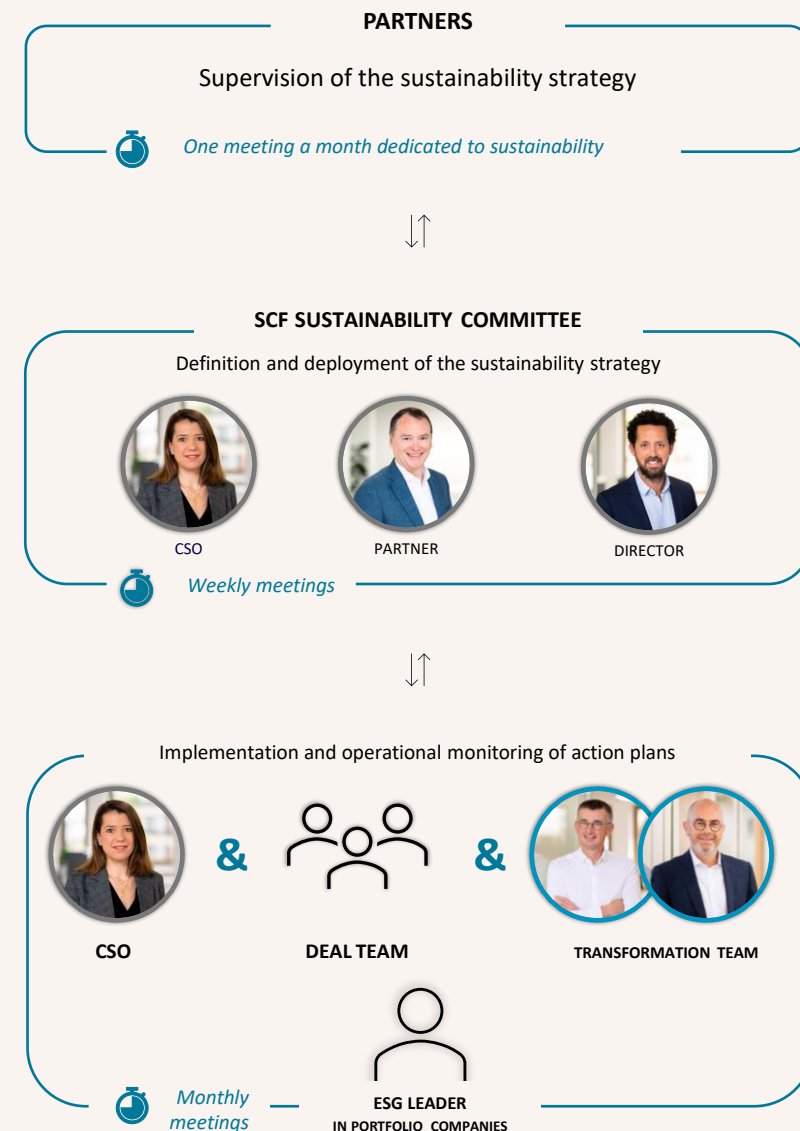 PARTNERS
Supervision of the sustainability strategy
One meeting a month dedicated to sustainability
SCF SUSTAINABILITY COMMITTEE
Definition and deployment of the sustainability strategy
CSO
PARTNER
DIRECTOR
Weekly meetings
Implementation and operational monitoring of action plans
&
&
CSO
DEAL TEAM
TRANSFORMATION TEAM
Monthly
meetings
ESG LEADER
IN PORTFOLIO COMPANIES